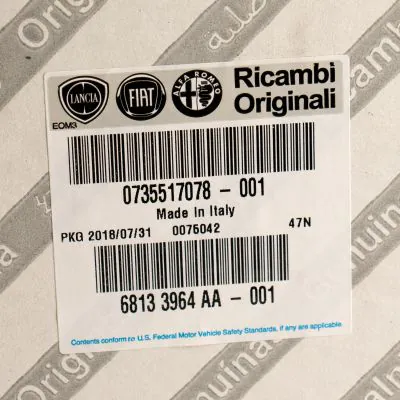 LANCIA FIAT ALFA ROMEO
Ricambi
Originali
EOM3
0735517078 - 001
Made In Italy
PKG 2018/07/31 0075042 47N
6813 3964 AA - 001
Contents conform to U.S. Federal Motor Vehicle Safety Standards, if any are applicable.